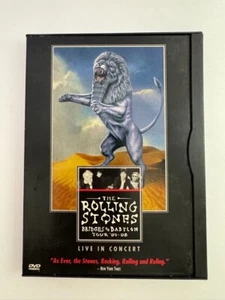 THE
ROLLING
STONES
BRIDGES TO BABYLON
TOUR '97-98
LIVE IN CONCERT
"As Ever, the Stones, Rocking, Rolling and Reling."
– New York Times
DVD